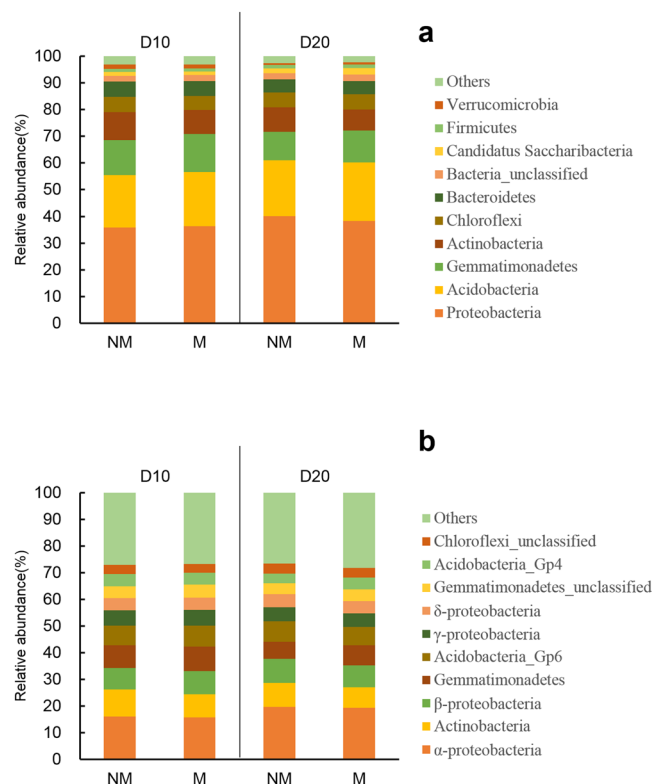 a
D10 D20
Relative abundance(%)
100
90
80
70
60
50
40
30
20
10
0
NM M NM M
Others
Verrucomicrobia
Firmicutes
Candidatus Saccharibacteria
Bacteria_unclassified
Bacteroidetes
Chloroflexi
Actinobacteria
Gemmatimonadetes
Acidobacteria
Proteobacteria
b
D10 D20
Relative abundance(%)
100
90
80
70
60
50
40
30
20
10
0
NM M NM M
Others
Chloroflexi_unclassified
Acidobacteria_Gp4
Gemmatimonadetes_unclassified
δ-proteobacteria
γ-proteobacteria
Acidobacteria_Gp6
Gemmatimonadetes
β-proteobacteria
Actinobacteria
α-proteobacteria